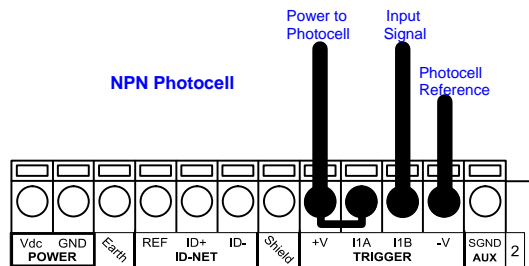 Power to
Photocell
Input
Signal
Photocell
Reference
NPN Photocell
Vdc GND Earth REF ID+ ID- Shield +V I1A I1B -V SGND 2
POWER ID-NET TRIGGER AUX